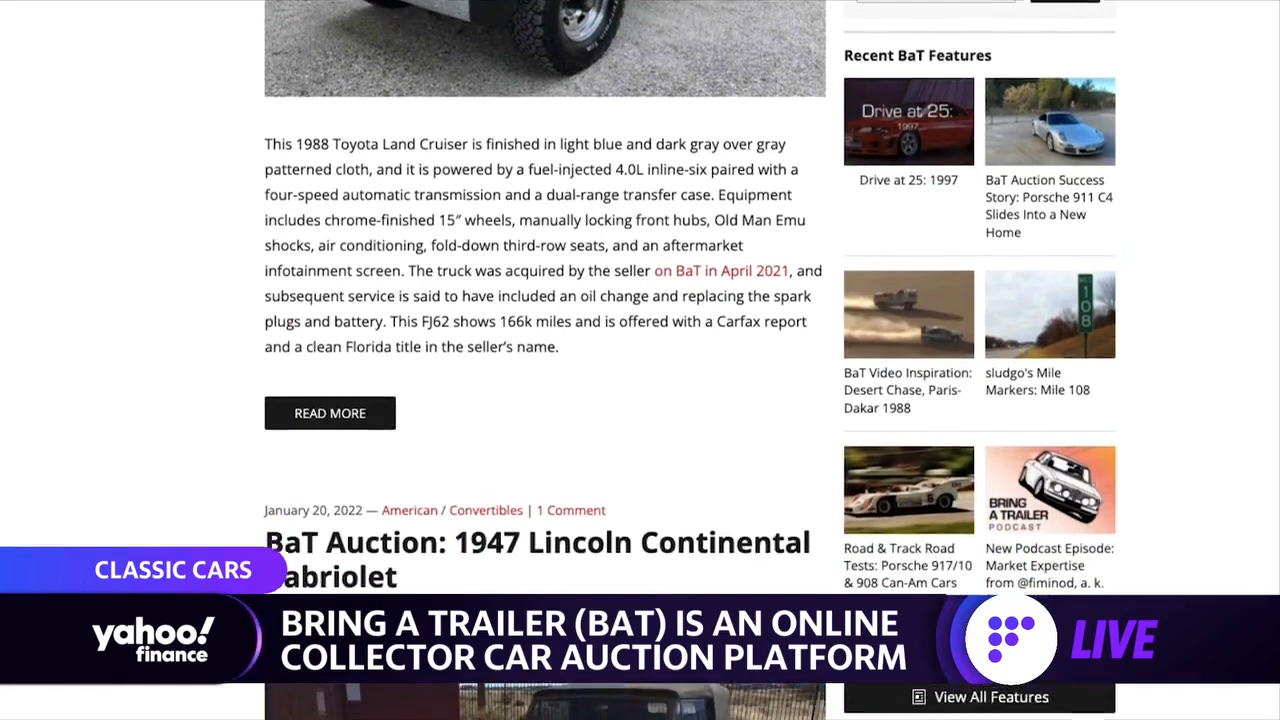 This 1988 Toyota Land Cruiser is finished in light blue and dark gray over gray
patterned cloth, and it is powered by a fuel-injected 4.0L inline-six paired with a
four-speed automatic transmission and a dual-range transfer case. Equipment
includes chrome-finished 15″ wheels, manually locking front hubs, Old Man Emu
shocks, air conditioning, fold-down third-row seats, and an aftermarket
infotainment screen. The truck was acquired by the seller on BaT in April 2021, and
subsequent service is said to have included an oil change and replacing the spark
plugs and battery. This FJ62 shows 166k miles and is offered with a Carfax report
and a clean Florida title in the seller's name.
READ MORE
January 20, 2022 — American / Convertibles | 1 Comment
BaT Auction: 1947 Lincoln Continental
abriolet
Recent BaT Features
Drive at 25:
1997
Drive at 25: 1997
BaT Auction Success
Story: Porsche 911 C4
Slides Into a New
Home
BaT Video Inspiration:
Desert Chase, Paris-
Dakar 1988
MILE
108
sludgo's Mile
Markers: Mile 108
6
Road & Track Road
Tests: Porsche 917/10
& 908 Can-Am Cars
BRING
A TRAILER
PODCAST
New Podcast Episode:
Market Expertise
from @fiminod, a. k.
View All Features
CLASSIC CARS
yahoo!
finance
BRING A TRAILER (BAT) IS AN ONLINE
COLLECTOR CAR AUCTION PLATFORM
LIVE